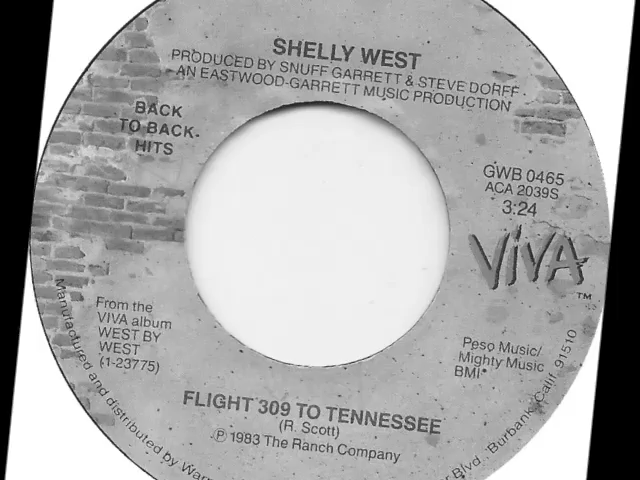 SHELLY WEST
PRODUCED BY SNUFF GARRETT & STEVE DORFF
AN EASTWOOD-GARRETT MUSIC PRODUCTION
BACK
TO BACK
HITS
GWB 0465
ACA 2039S
3:24
VIVA
TM
From the
VIVA album
WEST BY
WEST
(1-23775)
Peso Music/
Mighty Music
BMI
FLIGHT 309 TO TENNESSEE
(R. Scott)
Ⓟ 1983 The Ranch Company
Manufactured and distributed by Warn
Blvd., Burbank, Calif. 91510